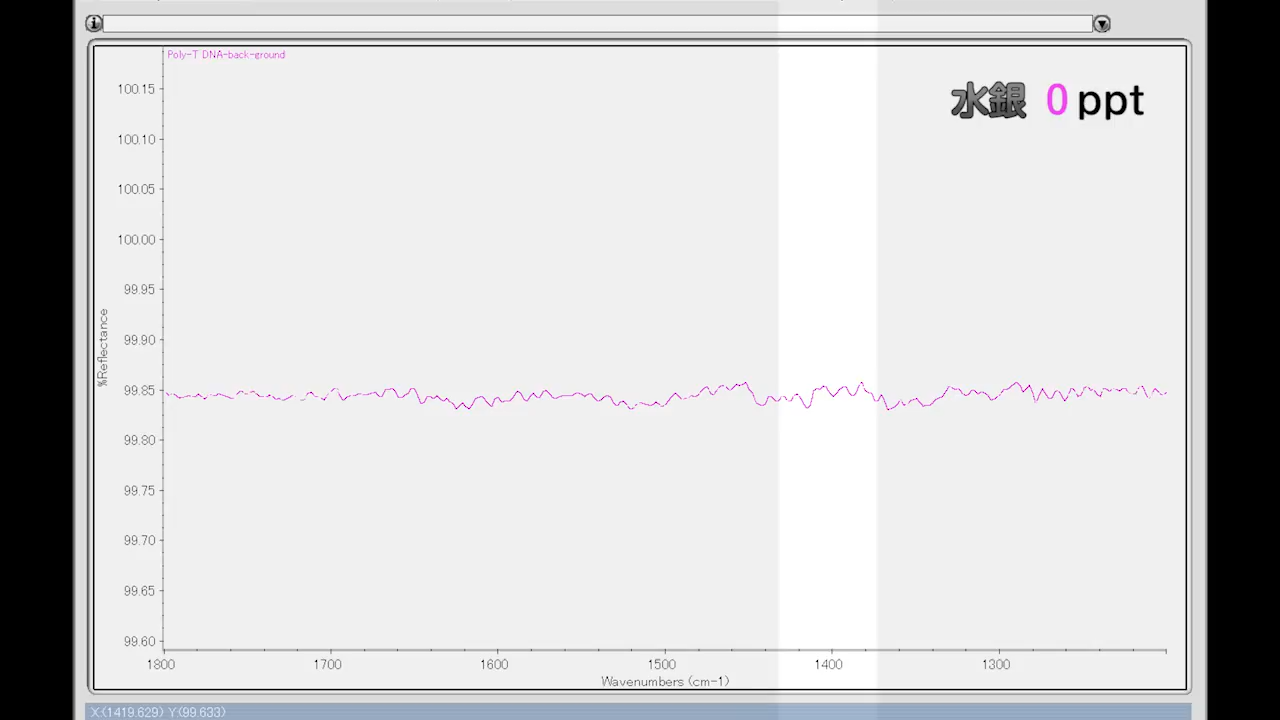 Poly-T DNA-back-ground
水銀 0 ppt
100.15
100.10
100.05
100.00
99.95
99.90
99.85
99.80
99.75
99.70
99.65
99.60
%Reflectance
1800 1700 1600 1500 1400 1300
Wavenumbers (cm-1)
X:(1419.629) Y:(99.633)